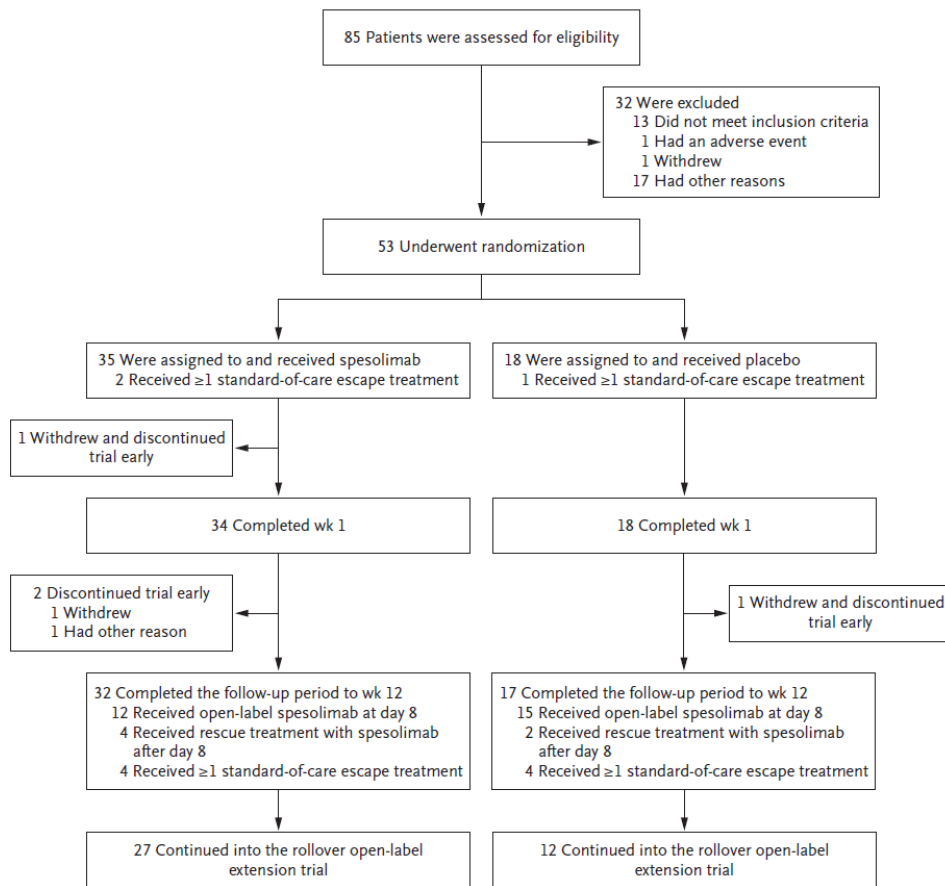 85 Patients were assessed for eligibility
32 Were excluded
13 Did not meet inclusion criteria
1 Had an adverse event
1 Withdrew
17 Had other reasons
53 Underwent randomization
35 Were assigned to and received spesolimab
2 Received ≥1 standard-of-care escape treatment
18 Were assigned to and received placebo
1 Received ≥1 standard-of-care escape treatment
1 Withdrew and discontinued
trial early
34 Completed wk 1
18 Completed wk 1
2 Discontinued trial early
1 Withdrew
1 Had other reason
1 Withdrew and discontinued
trial early
32 Completed the follow-up period to wk 12
12 Received open-label spesolimab at day 8
4 Received rescue treatment with spesolimab
after day 8
4 Received ≥1 standard-of-care escape treatment
17 Completed the follow-up period to wk 12
15 Received open-label spesolimab at day 8
2 Received rescue treatment with spesolimab
after day 8
4 Received ≥1 standard-of-care escape treatment
27 Continued into the rollover open-label
extension trial
12 Continued into the rollover open-label
extension trial